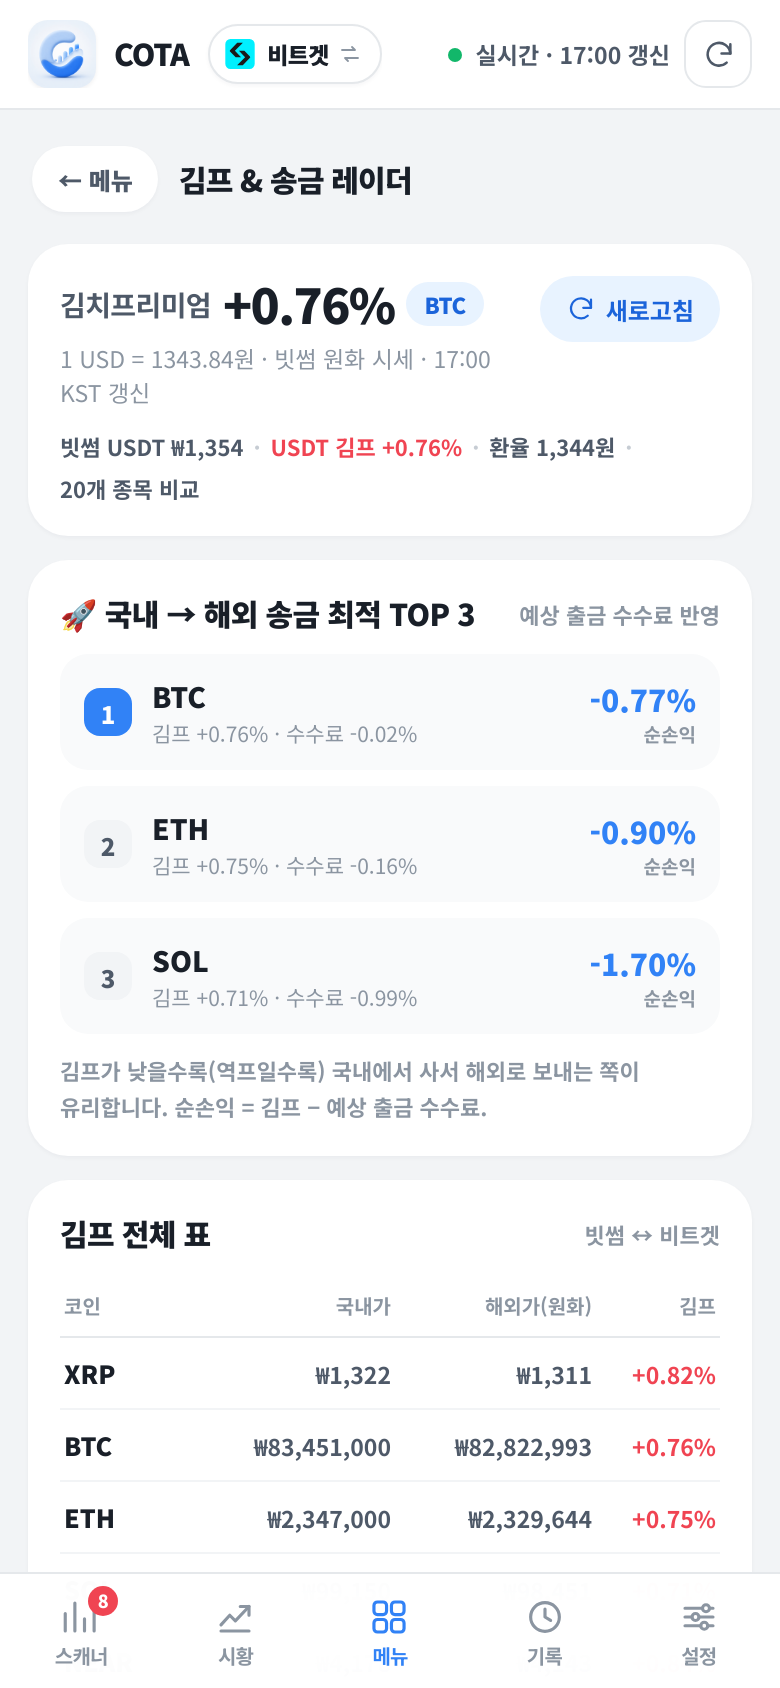 COTA 비트겟 실시간 · 17:00 갱신
← 메뉴 김프 & 송금 레이더
김치프리미엄 +0.76% BTC 새로고침
1 USD = 1343.84원 · 빗썸 원화 시세 · 17:00
KST 갱신
빗썸 USDT ₩1,354 · USDT 김프 +0.76% · 환율 1,344원 ·
20개 종목 비교
🚀 국내 → 해외 송금 최적 TOP 3 예상 출금 수수료 반영
1 BTC -0.77%
김프 +0.76% · 수수료 -0.02% 순손익
2 ETH -0.90%
김프 +0.75% · 수수료 -0.16% 순손익
3 SOL -1.70%
김프 +0.71% · 수수료 -0.99% 순손익
김프가 낮을수록(역프일수록) 국내에서 사서 해외로 보내는 쪽이
유리합니다. 순손익 = 김프 − 예상 출금 수수료.
김프 전체 표 빗썸 ↔ 비트겟
코인 국내가 해외가(원화) 김프
XRP ₩1,322 ₩1,311 +0.82%
BTC ₩83,451,000 ₩82,822,993 +0.76%
ETH ₩2,347,000 ₩2,329,644 +0.75%
8
스캐너 시황 메뉴 기록 설정